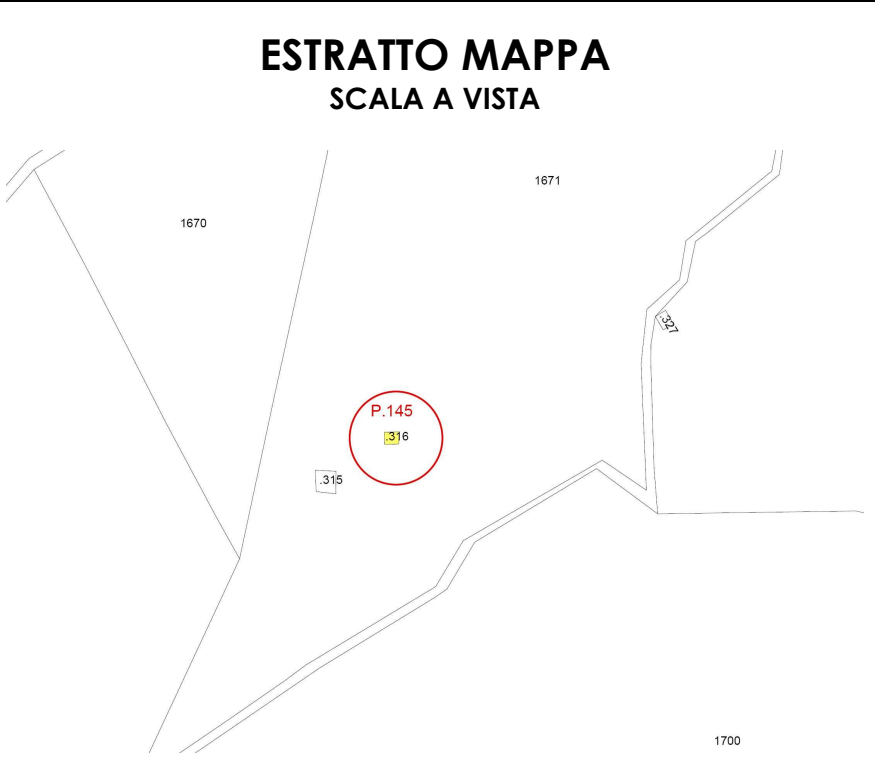 ESTRATTO MAPPA
SCALA A VISTA
1671
1670
.327
P.145
.316
.315
1700